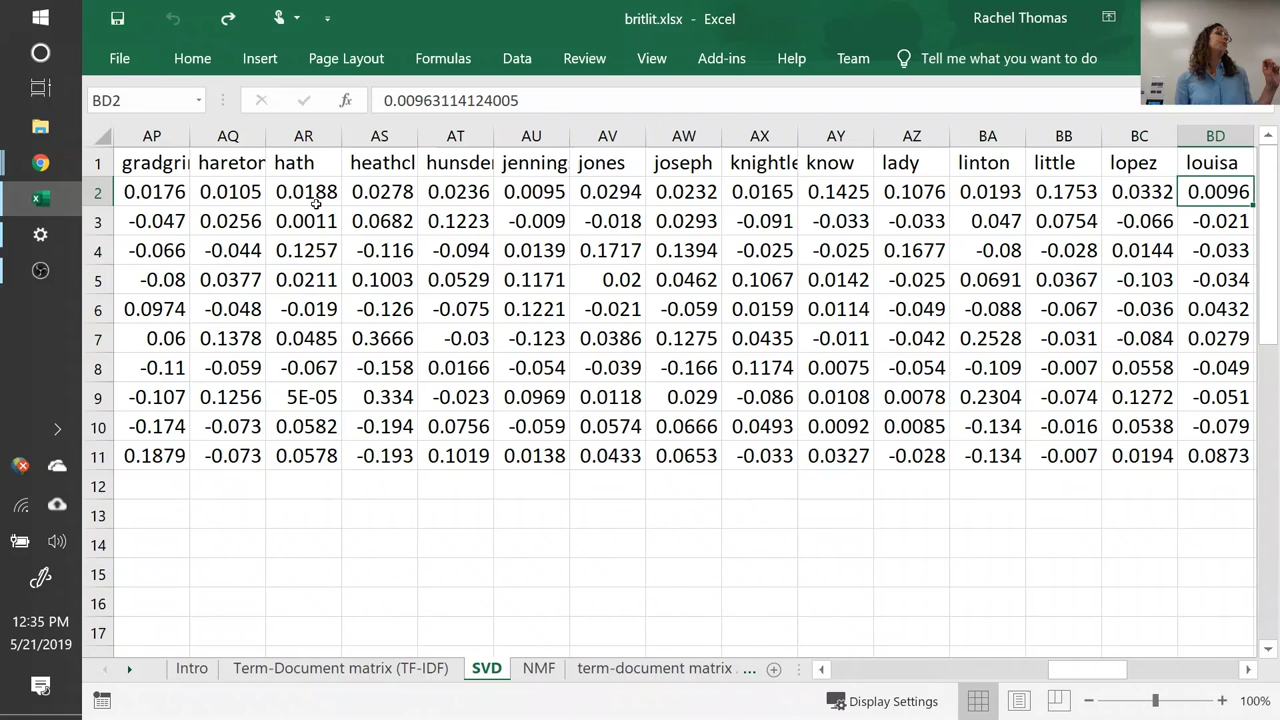 britlit.xlsx - Excel
Rachel Thomas
File Home Insert Page Layout Formulas Data Review View Add-ins Help Team Tell me what you want to do
BD2 fx 0.00963114124005
AP AQ AR AS AT AU AV AW AX AY AZ BA BB BC BD
1 gradgri hareton hath heathcl hunsde jenning jones joseph knightle know lady linton little lopez louisa
2 0.0176 0.0105 0.0188 0.0278 0.0236 0.0095 0.0294 0.0232 0.0165 0.1425 0.1076 0.0193 0.1753 0.0332 0.0096
3 -0.047 0.0256 0.0011 0.0682 0.1223 -0.009 -0.018 0.0293 -0.091 -0.033 -0.033 0.047 0.0754 -0.066 -0.021
4 -0.066 -0.044 0.1257 -0.116 -0.094 0.0139 0.1717 0.1394 -0.025 -0.025 0.1677 -0.08 -0.028 0.0144 -0.033
5 -0.08 0.0377 0.0211 0.1003 0.0529 0.1171 0.02 0.0462 0.1067 0.0142 -0.025 0.0691 0.0367 -0.103 -0.034
6 0.0974 -0.048 -0.019 -0.126 -0.075 0.1221 -0.021 -0.059 0.0159 0.0114 -0.049 -0.088 -0.067 -0.036 0.0432
7 0.06 0.1378 0.0485 0.3666 -0.03 -0.123 0.0386 0.1275 0.0435 -0.011 -0.042 0.2528 -0.031 -0.084 0.0279
8 -0.11 -0.059 -0.067 -0.158 0.0166 -0.054 -0.039 -0.166 0.1174 0.0075 -0.054 -0.109 -0.007 0.0558 -0.049
9 -0.107 0.1256 5E-05 0.334 -0.023 0.0969 0.0118 0.029 -0.086 0.0108 0.0078 0.2304 -0.074 0.1272 -0.051
10 -0.174 -0.073 0.0582 -0.194 0.0756 -0.059 0.0574 0.0666 0.0493 0.0092 0.0085 -0.134 -0.016 0.0538 -0.079
11 0.1879 -0.073 0.0578 -0.193 0.1019 0.0138 0.0433 0.0653 -0.033 0.0327 -0.028 -0.134 -0.007 0.0194 0.0873
12
13
14
15
16
17
12:35 PM
5/21/2019
Intro Term-Document matrix (TF-IDF) SVD NMF term-document matrix ...
Display Settings 100%